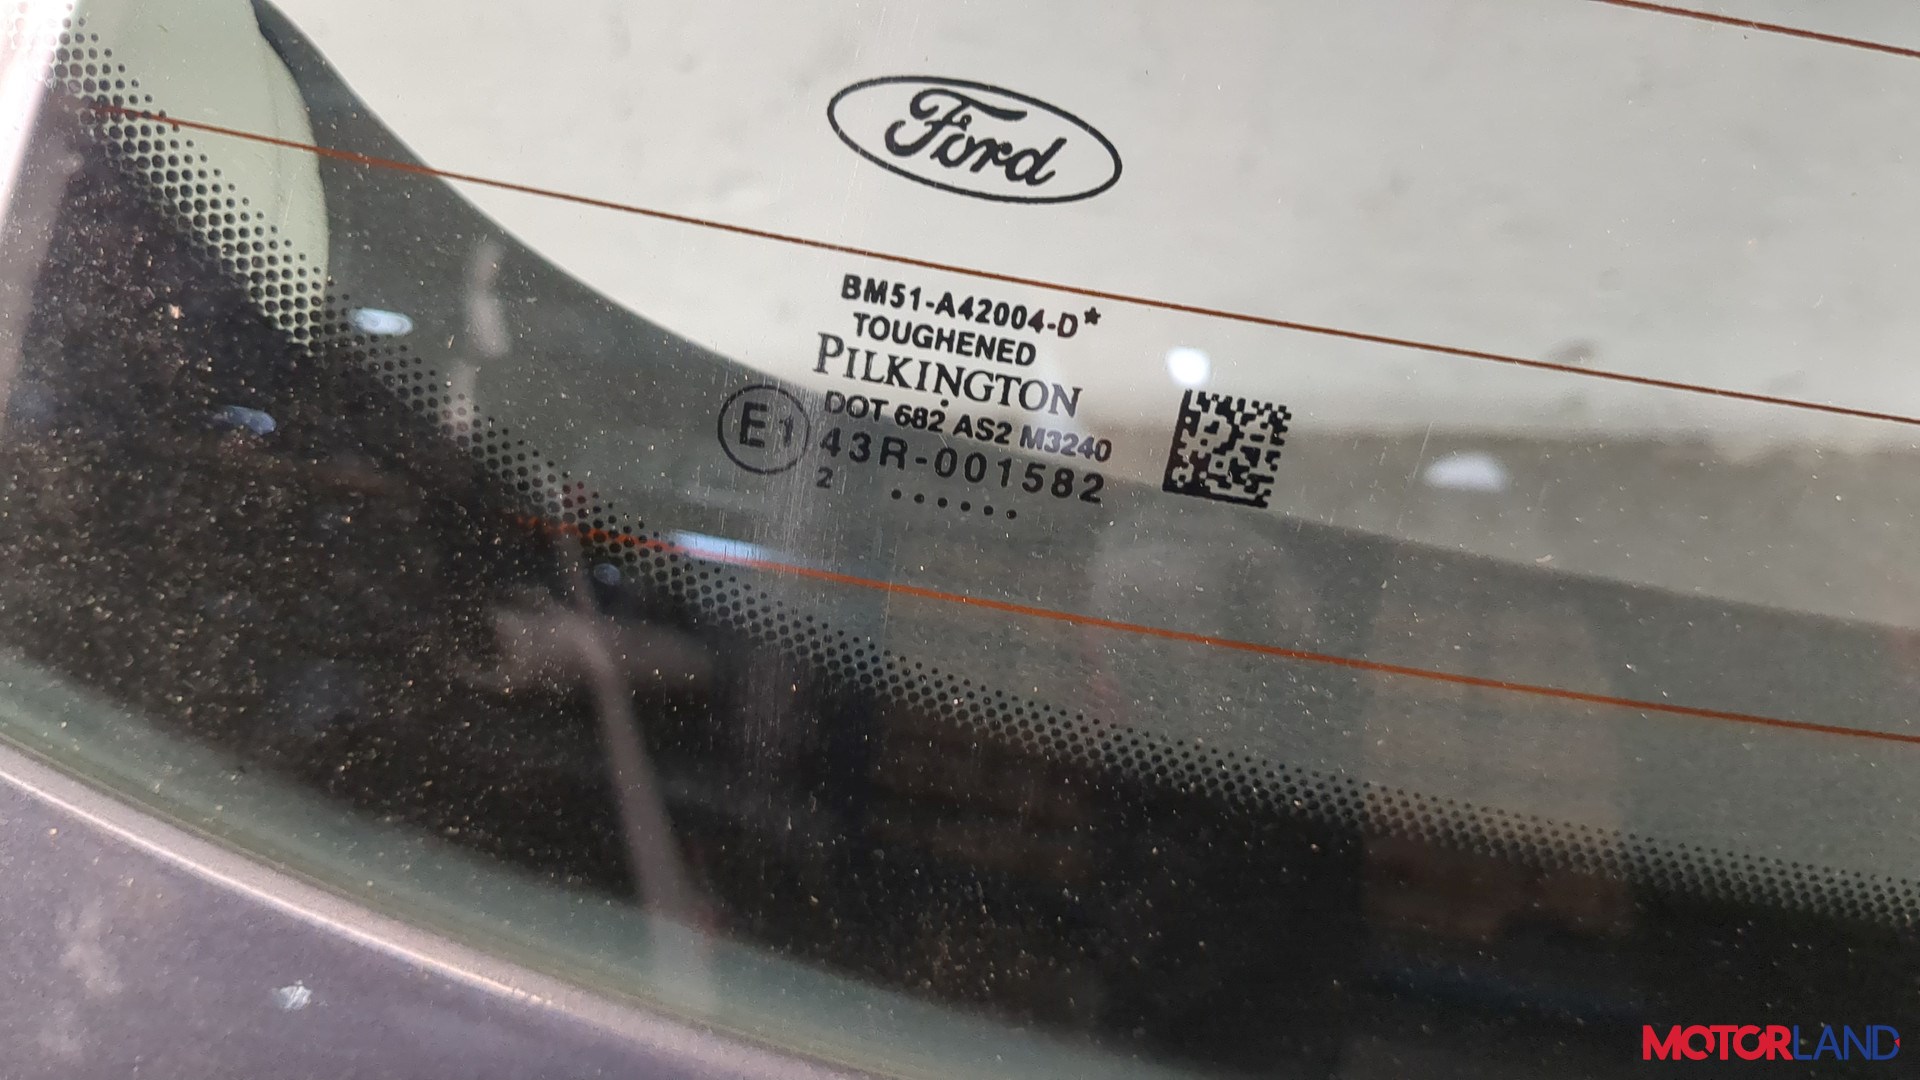 Ford
BM51-A42004-D*
TOUGHENED
PILKINGTON
DOT 682 AS2 M3240
E1 43R-001582
2 ......
MOTORLAND